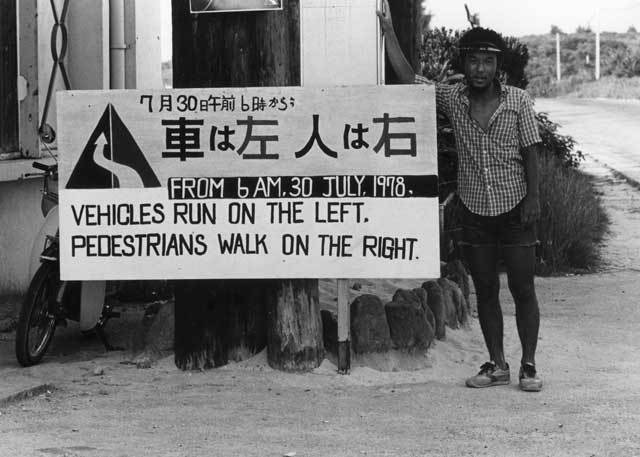 7月30日午前6時から
車は左 人は右
FROM 6 AM, 30 JULY, 1978.
VEHICLES RUN ON THE LEFT.
PEDESTRIANS WALK ON THE RIGHT.